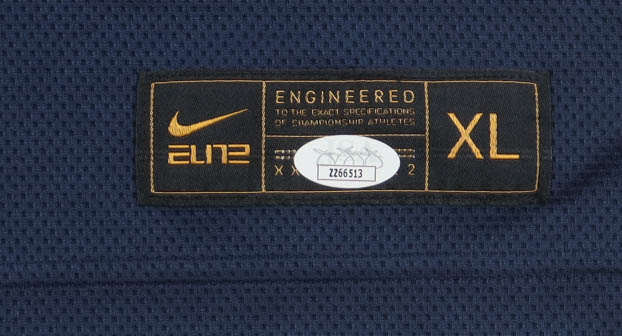 ELITE
ENGINEERED
TO THE EXACT SPECIFICATIONS
OF CHAMPIONSHIP ATHLETES
ZZ66513
XL